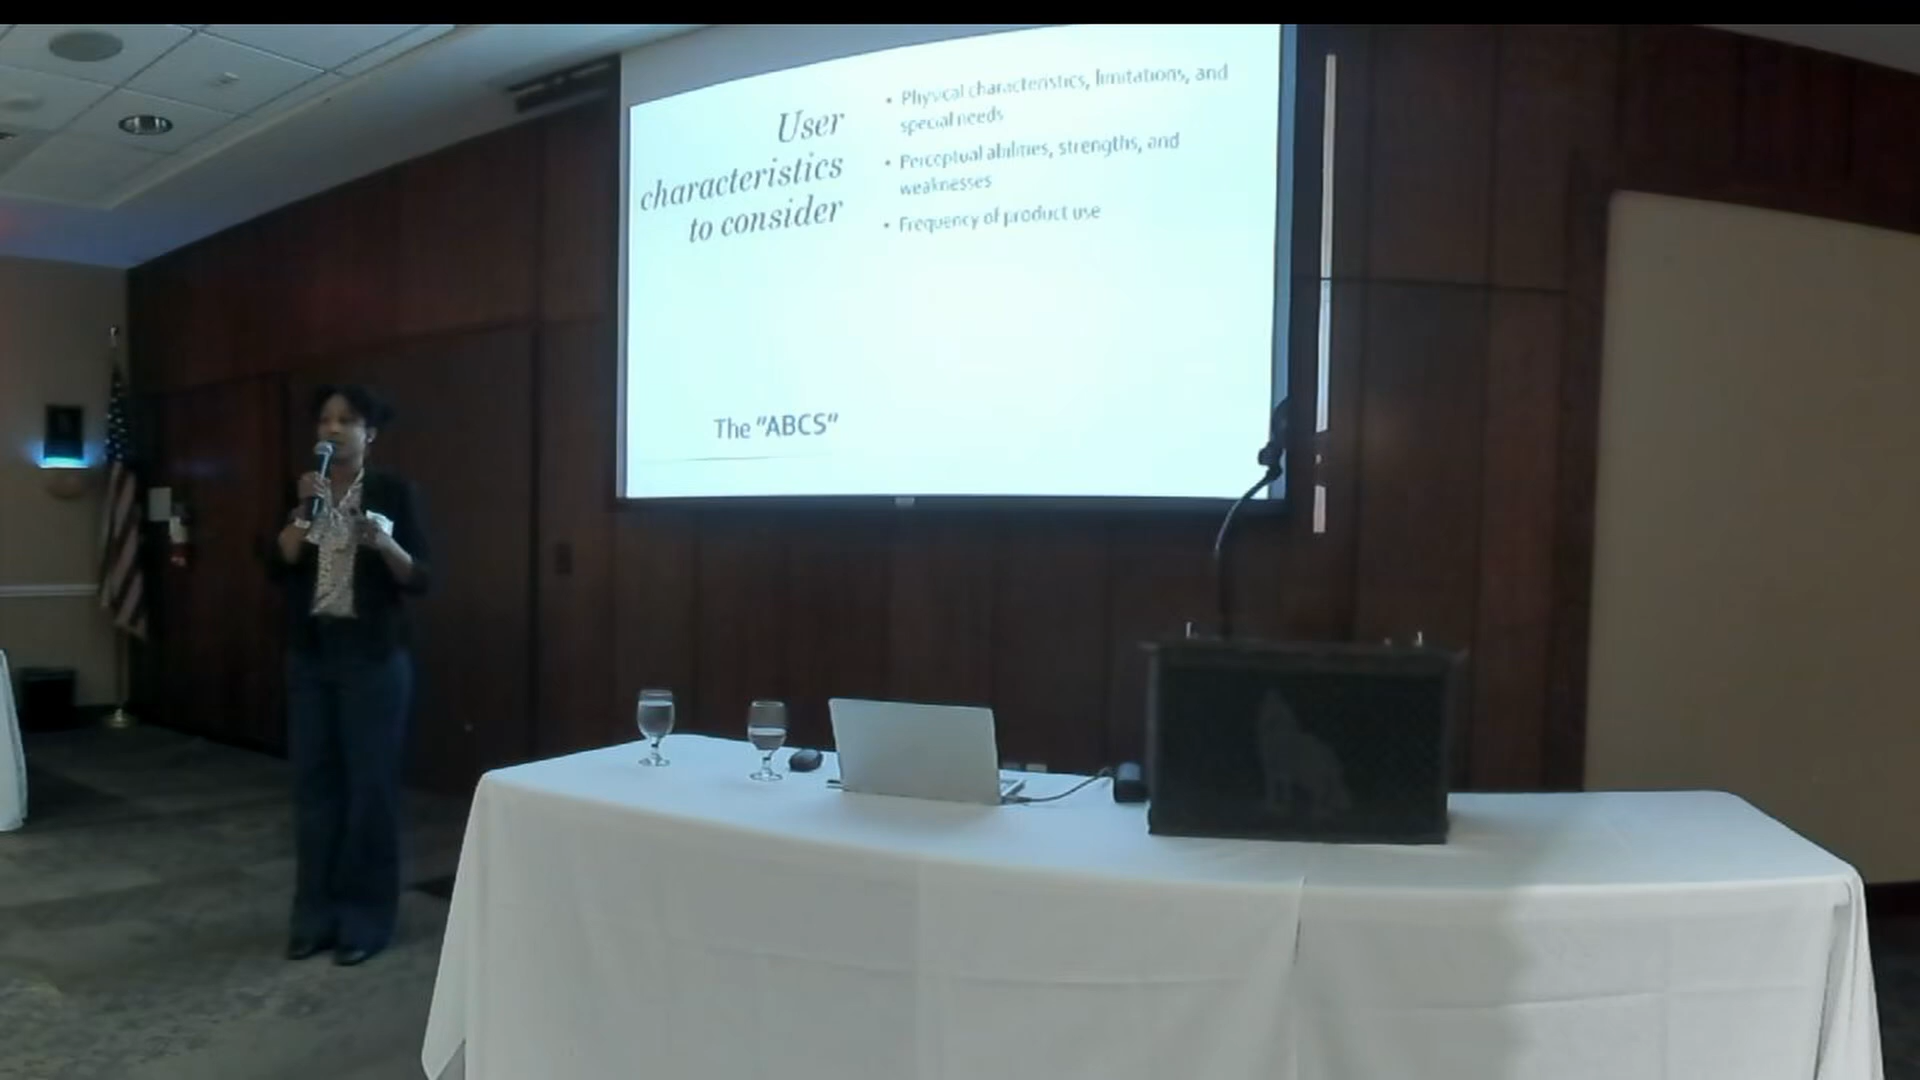 User
characteristics
to consider
The "ABCS"
• Physical characteristics, limitations, and
special needs
• Perceptual abilities, strengths, and
weaknesses
• Frequency of product use